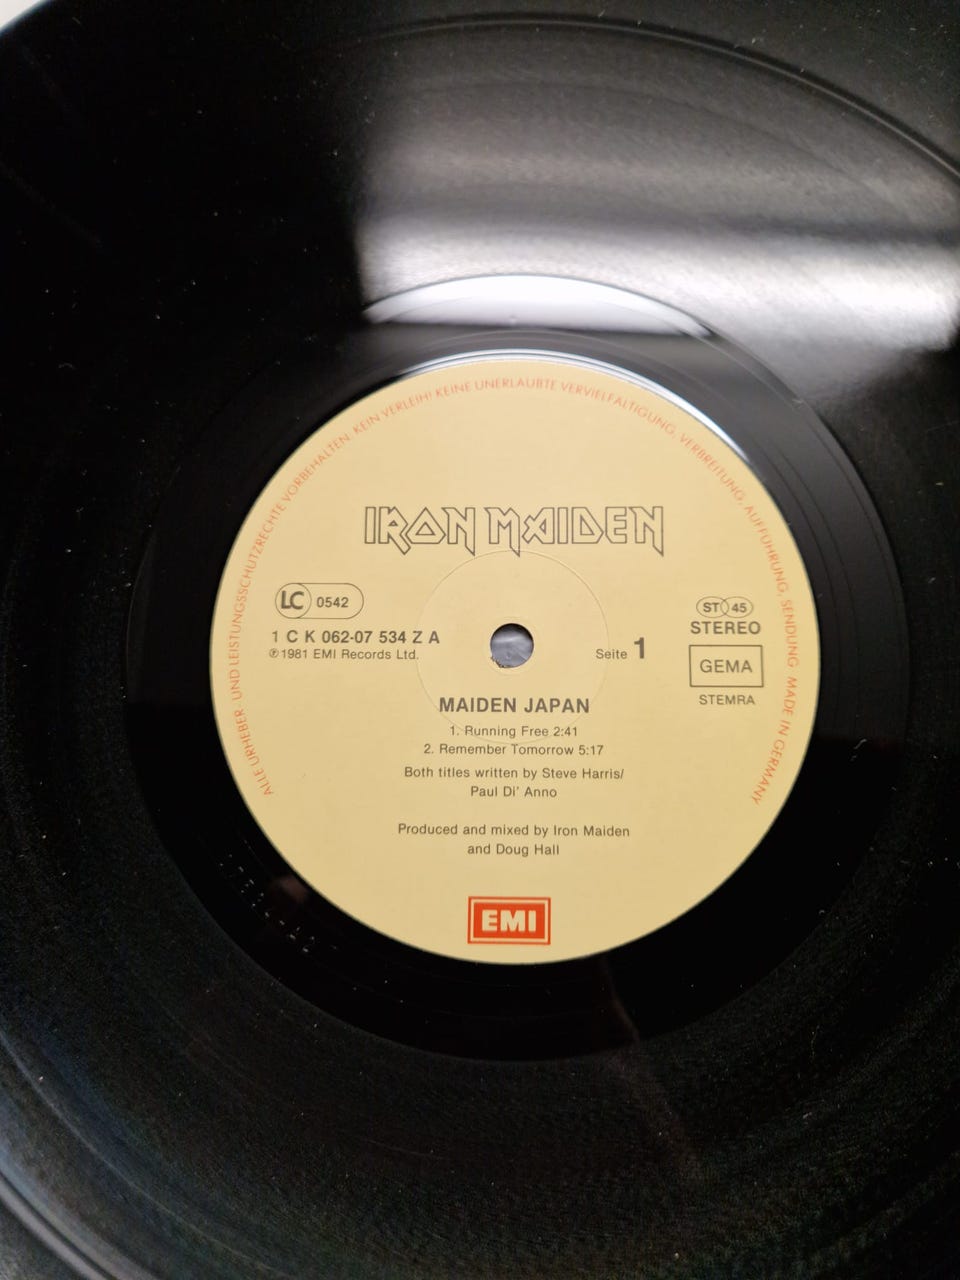 ALLE URHEBER- UND LEISTUNGSSCHUTZRECHTE VORBEHALTEN. KEIN VERLEIH! KEINE UNERLAUBTE VERVIELFÄLTIGUNG, VERBREITUNG, AUFFÜHRUNG, SENDUNG MADE IN GERMANY
IRON MAIDEN
LC 0542
1 C K 062-07 534 Z A
℗ 1981 EMI Records Ltd.
Seite 1
ST 45
STEREO
GEMA
STEMRA
MAIDEN JAPAN
1. Running Free 2:41
2. Remember Tomorrow 5:17
Both titles written by Steve Harris/
Paul Di' Anno
Produced and mixed by Iron Maiden
and Doug Hall
EMI